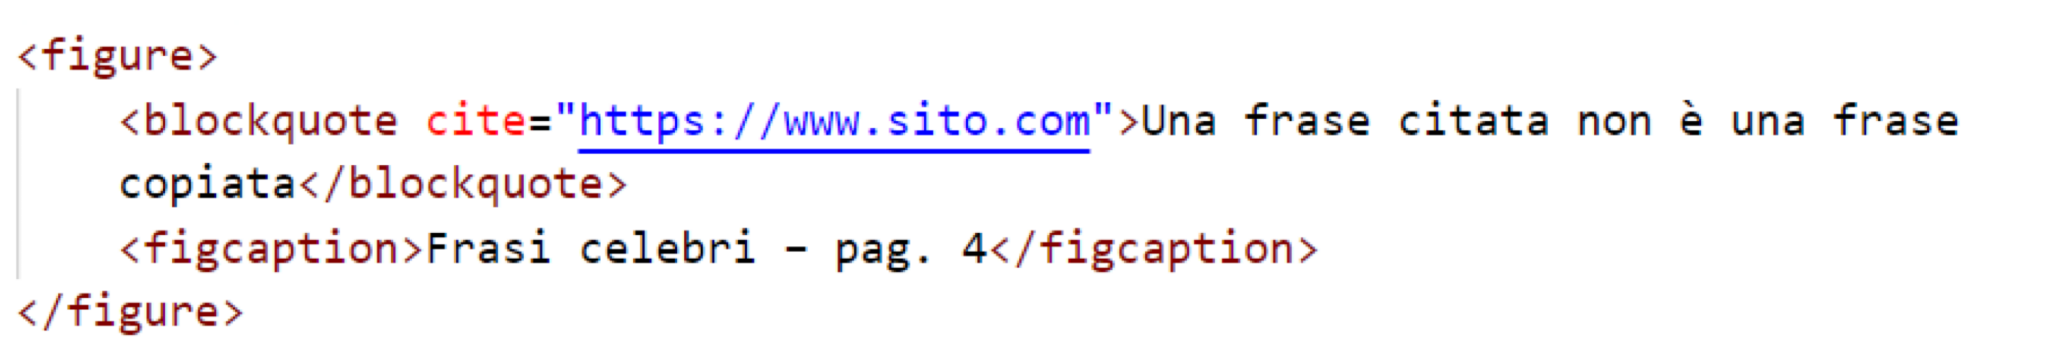 <figure>
<blockquote cite="https://www.sito.com">Una frase citata non è una frase
copiata</blockquote>
<figcaption>Frasi celebri – pag. 4</figcaption>
</figure>